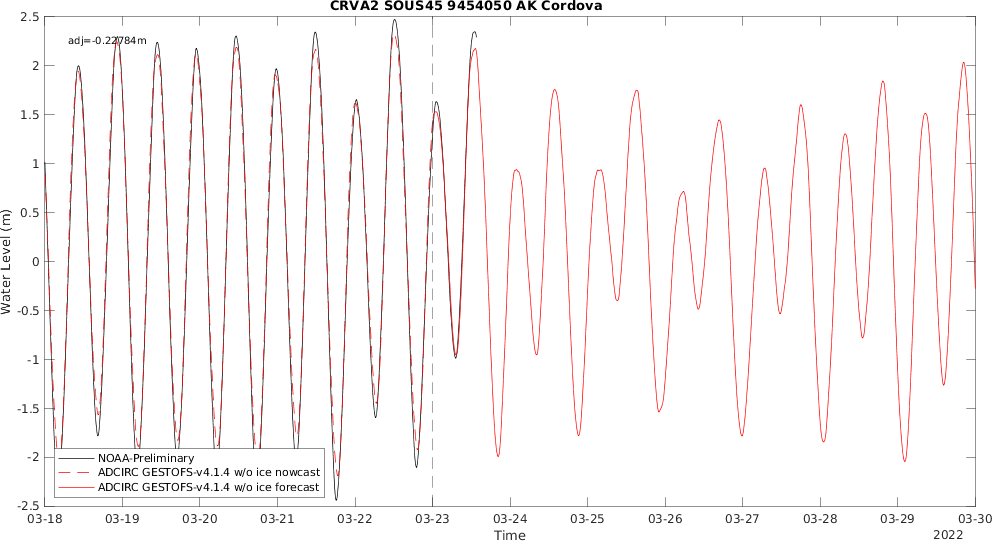 CRVA2 SOUS45 9454050 AK Cordova
adj=-0.22784m
Water Level (m)
2.5
2
1.5
1
0.5
0
-0.5
-1
-1.5
-2
-2.5
NOAA-Preliminary
ADCIRC GESTOFS-v4.1.4 w/o ice nowcast
ADCIRC GESTOFS-v4.1.4 w/o ice forecast
03-18 03-19 03-20 03-21 03-22 03-23 03-24 03-25 03-26 03-27 03-28 03-29 03-30
Time
2022